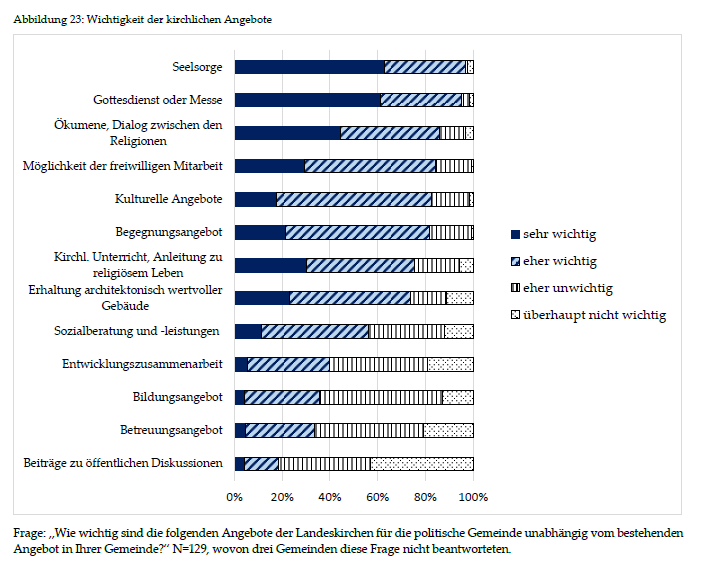 Abbildung 23: Wichtigkeit der kirchlichen Angebote
Seelsorge
Gottesdienst oder Messe
Ökumene, Dialog zwischen den
Religionen
Möglichkeit der freiwilligen Mitarbeit
Kulturelle Angebote
Begegnungsangebot
Kirchl. Unterricht, Anleitung zu
religiösem Leben
Erhaltung architektonisch wertvoller
Gebäude
Sozialberatung und -leistungen
Entwicklungszusammenarbeit
Bildungsangebot
Betreuungsangebot
Beiträge zu öffentlichen Diskussionen
0% 20% 40% 60% 80% 100%
sehr wichtig
eher wichtig
eher unwichtig
überhaupt nicht wichtig
Frage: „Wie wichtig sind die folgenden Angebote der Landeskirchen für die politische Gemeinde unabhängig vom bestehenden
Angebot in Ihrer Gemeinde?“ N=129, wovon drei Gemeinden diese Frage nicht beantworteten.